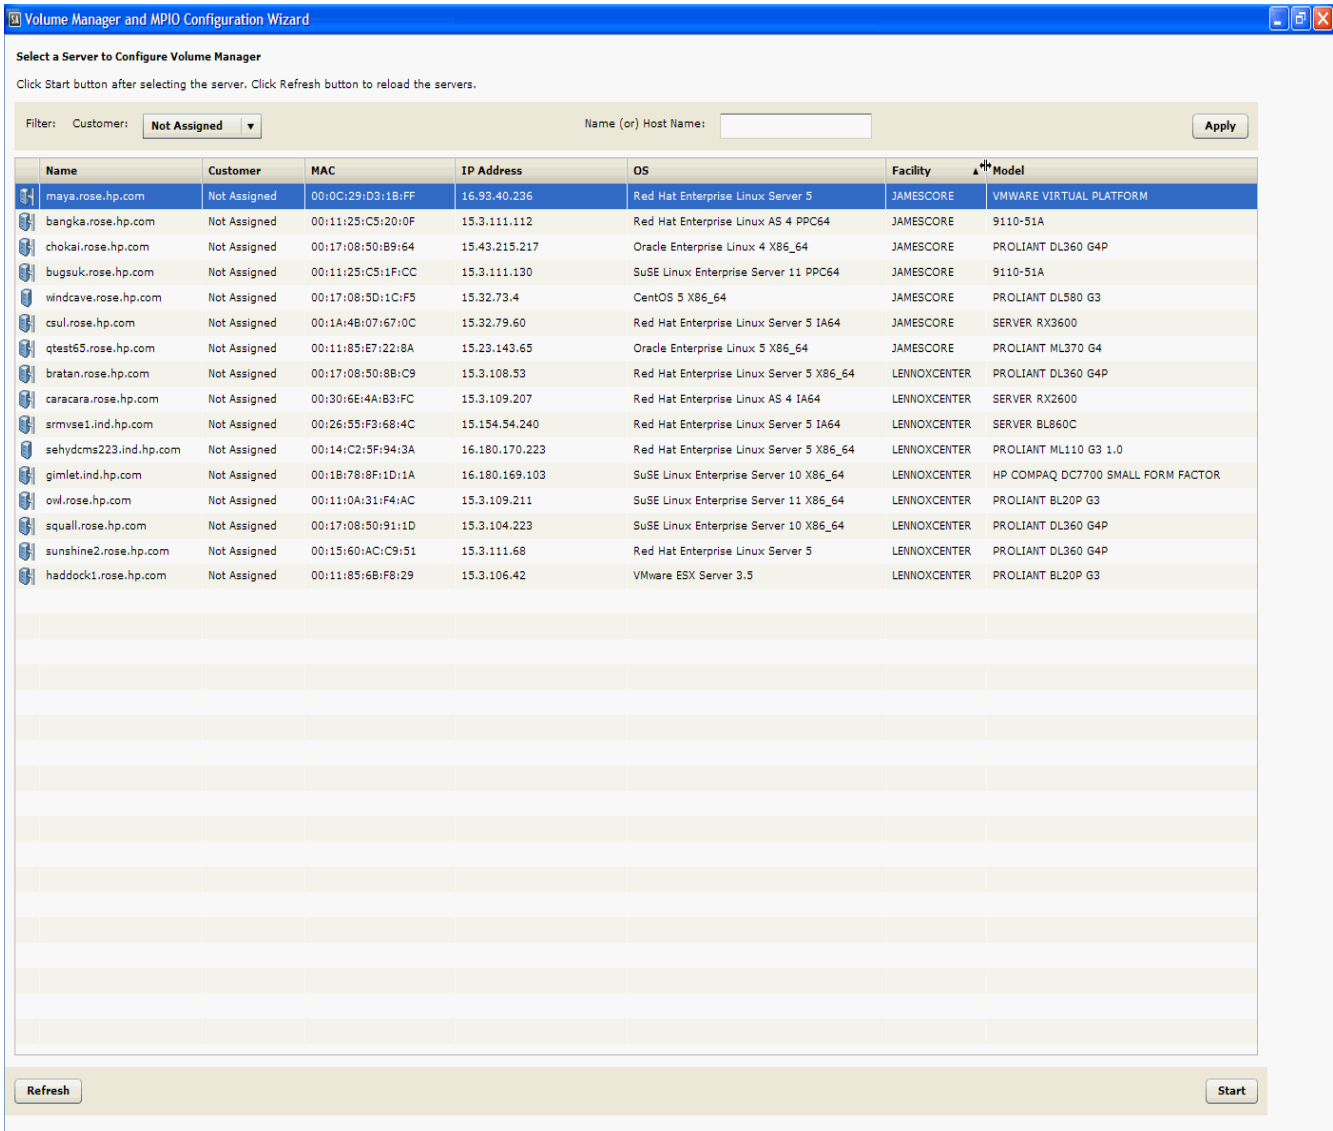 SA Volume Manager and MPIO Configuration Wizard
Select a Server to Configure Volume Manager
Click Start button after selecting the server. Click Refresh button to reload the servers.
Filter: Customer: Not Assigned Name (or) Host Name: Apply
Name Customer MAC IP Address OS Facility Model
maya.rose.hp.com Not Assigned 00:0C:29:D3:1B:FF 16.93.40.236 Red Hat Enterprise Linux Server 5 JAMESCORE VMWARE VIRTUAL PLATFORM
bangka.rose.hp.com Not Assigned 00:11:25:C5:20:0F 15.3.111.112 Red Hat Enterprise Linux AS 4 PPC64 JAMESCORE 9110-51A
chokai.rose.hp.com Not Assigned 00:17:08:50:B9:64 15.43.215.217 Oracle Enterprise Linux 4 X86_64 JAMESCORE PROLIANT DL360 G4P
bugsuk.rose.hp.com Not Assigned 00:11:25:C5:1F:CC 15.3.111.130 SuSE Linux Enterprise Server 11 PPC64 JAMESCORE 9110-51A
windcave.rose.hp.com Not Assigned 00:17:08:5D:1C:F5 15.32.73.4 CentOS 5 X86_64 JAMESCORE PROLIANT DL580 G3
csul.rose.hp.com Not Assigned 00:1A:4B:07:67:0C 15.32.79.60 Red Hat Enterprise Linux Server 5 IA64 JAMESCORE SERVER RX3600
qtest65.rose.hp.com Not Assigned 00:11:85:E7:22:8A 15.23.143.65 Oracle Enterprise Linux 5 X86_64 JAMESCORE PROLIANT ML370 G4
bratan.rose.hp.com Not Assigned 00:17:08:50:8B:C9 15.3.108.53 Red Hat Enterprise Linux Server 5 X86_64 LENNOXCENTER PROLIANT DL360 G4P
caracara.rose.hp.com Not Assigned 00:30:6E:4A:B3:FC 15.3.109.207 Red Hat Enterprise Linux AS 4 IA64 LENNOXCENTER SERVER RX2600
srmvse1.ind.hp.com Not Assigned 00:26:55:F3:68:4C 15.154.54.240 Red Hat Enterprise Linux Server 5 IA64 LENNOXCENTER SERVER BL860C
sehydcms223.ind.hp.com Not Assigned 00:14:C2:5F:94:3A 16.180.170.223 Red Hat Enterprise Linux Server 5 X86_64 LENNOXCENTER PROLIANT ML110 G3 1.0
gimlet.ind.hp.com Not Assigned 00:1B:78:8F:1D:1A 16.180.169.103 SuSE Linux Enterprise Server 10 X86_64 LENNOXCENTER HP COMPAQ DC7700 SMALL FORM FACTOR
owl.rose.hp.com Not Assigned 00:11:0A:31:F4:AC 15.3.109.211 SuSE Linux Enterprise Server 11 X86_64 LENNOXCENTER PROLIANT BL20P G3
squall.rose.hp.com Not Assigned 00:17:08:50:91:1D 15.3.104.223 SuSE Linux Enterprise Server 10 X86_64 LENNOXCENTER PROLIANT DL360 G4P
sunshine2.rose.hp.com Not Assigned 00:15:60:AC:C9:51 15.3.111.68 Red Hat Enterprise Linux Server 5 LENNOXCENTER PROLIANT DL360 G4P
haddock1.rose.hp.com Not Assigned 00:11:85:6B:F8:29 15.3.106.42 VMware ESX Server 3.5 LENNOXCENTER PROLIANT BL20P G3
Refresh Start